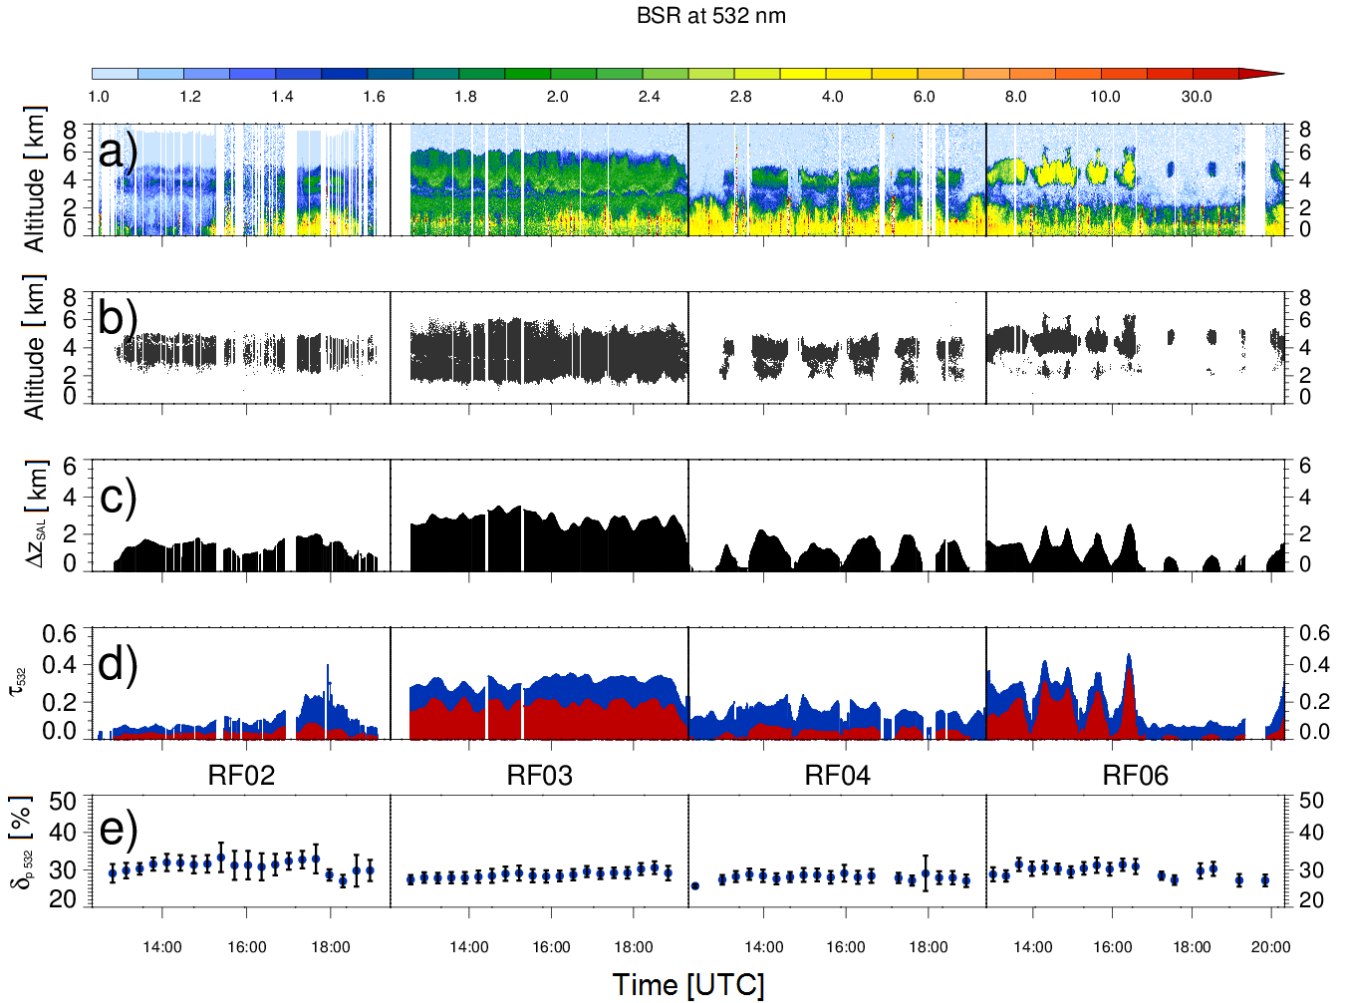 BSR at 532 nm
1.0 1.2 1.4 1.6 1.8 2.0 2.4 2.8 4.0 6.0 8.0 10.0 30.0
a)
Altitude [ km]
8 6 4 2 0
8 6 4 2 0
b)
Altitude [ km]
8 6 4 2 0
8 6 4 2 0
c)
ΔZSAL [ km]
6 4 2 0
6 4 2 0
d)
τ532
0.6 0.4 0.2 0.0
0.6 0.4 0.2 0.0
RF02 RF03 RF04 RF06
e)
δp 532 [%]
50 40 30 20
50 40 30 20
14:00 16:00 18:00 14:00 16:00 18:00 14:00 16:00 18:00 14:00 16:00 18:00 20:00
Time [UTC]